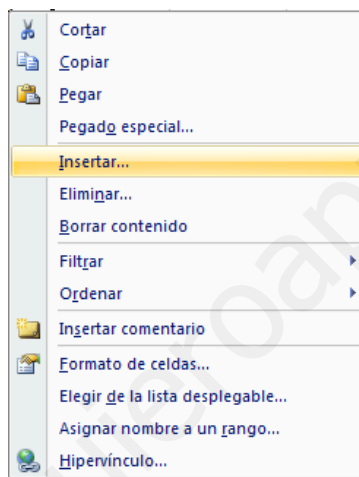 Cortar
Copiar
Pegar
Pegado especial...
Insertar...
Eliminar...
Borrar contenido
Filtrar
Ordenar
Insertar comentario
Formato de celdas...
Elegir de la lista desplegable...
Asignar nombre a un rango...
Hipervínculo...